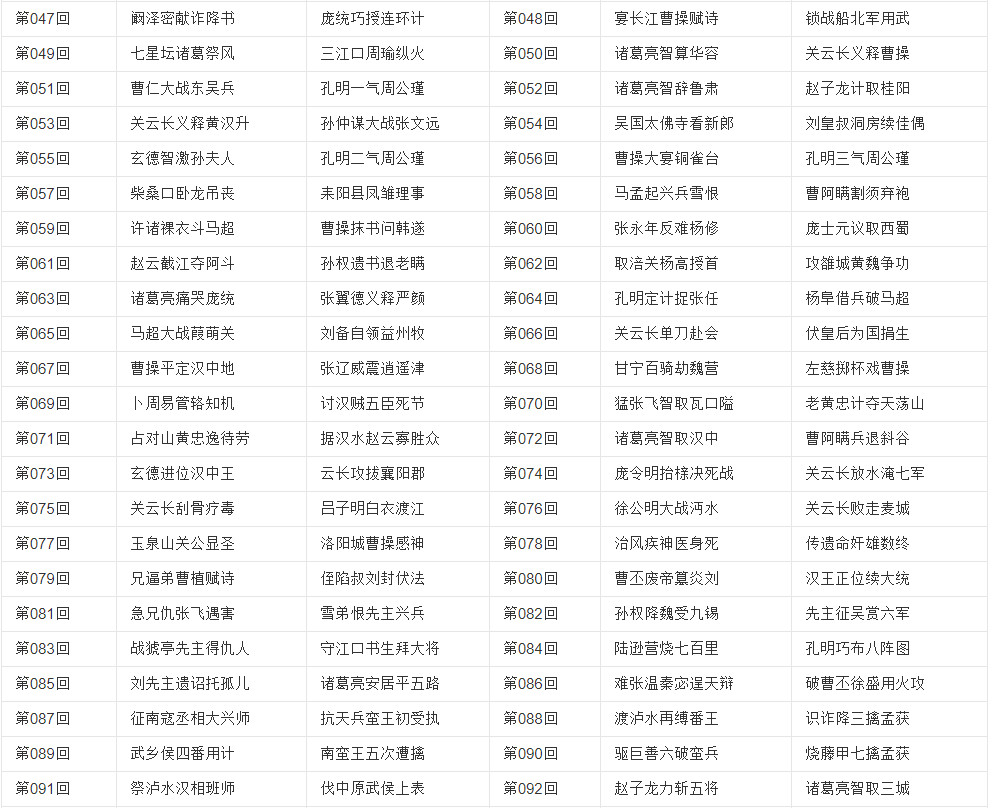 第047回 阚泽密献诈降书 庞统巧授连环计 第048回 宴长江曹操赋诗 锁战船北军用武
第049回 七星坛诸葛祭风 三江口周瑜纵火 第050回 诸葛亮智算华容 关云长义释曹操
第051回 曹仁大战东吴兵 孔明一气周公瑾 第052回 诸葛亮智辞鲁肃 赵子龙计取桂阳
第053回 关云长义释黄汉升 孙仲谋大战张文远 第054回 吴国太佛寺看新郎 刘皇叔洞房续佳偶
第055回 玄德智激孙夫人 孔明二气周公瑾 第056回 曹操大宴铜雀台 孔明三气周公瑾
第057回 柴桑口卧龙吊丧 耒阳县凤雏理事 第058回 马孟起兴兵雪恨 曹阿瞒割须弃袍
第059回 许诸裸衣斗马超 曹操抹书问韩遂 第060回 张永年反难杨修 庞士元议取西蜀
第061回 赵云截江夺阿斗 孙权遗书退老瞒 第062回 取涪关杨高授首 攻雒城黄魏争功
第063回 诸葛亮痛哭庞统 张翼德义释严颜 第064回 孔明定计捉张任 杨阜借兵破马超
第065回 马超大战葭萌关 刘备自领益州牧 第066回 关云长单刀赴会 伏皇后为国捐生
第067回 曹操平定汉中地 张辽威震逍遥津 第068回 甘宁百骑劫魏营 左慈掷杯戏曹操
第069回 卜周易管辂知机 讨汉贼五臣死节 第070回 猛张飞智取瓦口隘 老黄忠计夺天荡山
第071回 占对山黄忠逸待劳 据汉水赵云寡胜众 第072回 诸葛亮智取汉中 曹阿瞒兵退斜谷
第073回 玄德进位汉中王 云长攻拔襄阳郡 第074回 庞令明抬榇决死战 关云长放水淹七军
第075回 关云长刮骨疗毒 吕子明白衣渡江 第076回 徐公明大战沔水 关云长败走麦城
第077回 玉泉山关公显圣 洛阳城曹操感神 第078回 治风疾神医身死 传遗命奸雄数终
第079回 兄逼弟曹植赋诗 侄陷叔刘封伏法 第080回 曹丕废帝篡炎刘 汉王正位续大统
第081回 急兄仇张飞遇害 雪弟恨先主兴兵 第082回 孙权降魏受九锡 先主征吴赏六军
第083回 战猇亭先主得仇人 守江口书生拜大将 第084回 陆逊营烧七百里 孔明巧布八阵图
第085回 刘先主遗诏托孤儿 诸葛亮安居平五路 第086回 难张温秦宓逞天辩 破曹丕徐盛用火攻
第087回 征南寇丞相大兴师 抗天兵蛮王初受执 第088回 渡泸水再缚番王 识诈降三擒孟获
第089回 武乡侯四番用计 南蛮王五次遭擒 第090回 驱巨善六破蛮兵 烧藤甲七擒孟获
第091回 祭泸水汉相班师 伐中原武侯上表 第092回 赵子龙力斩五将 诸葛亮智取三城